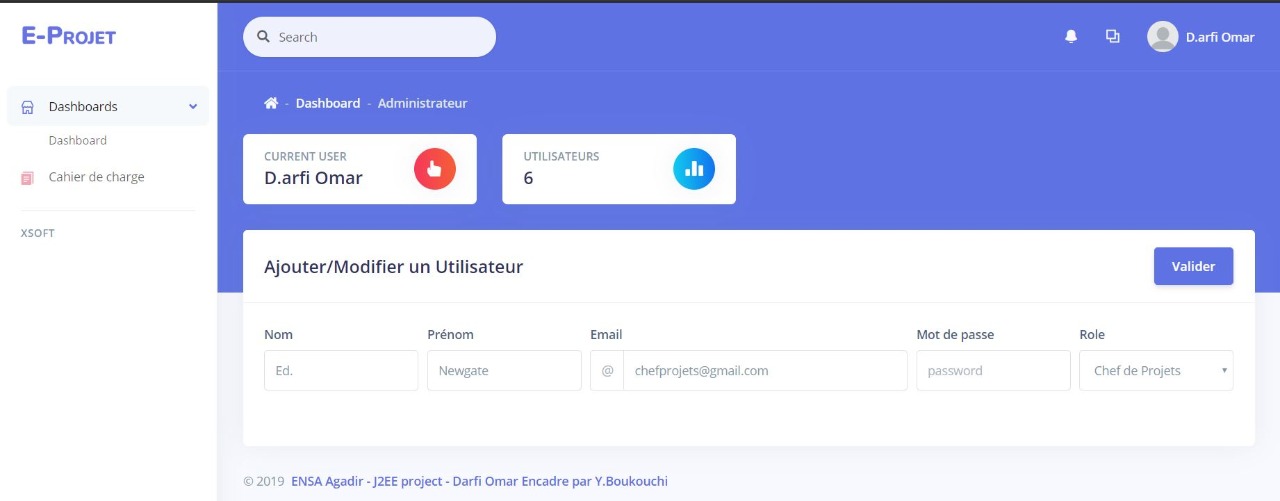 E-PROJET
Search
D.arfi Omar
Dashboards
Dashboard
Cahier de charge
XSOFT
- Dashboard - Administrateur
CURRENT USER
D.arfi Omar
UTILISATEURS
6
Ajouter/Modifier un Utilisateur
Valider
Nom
Prénom
Email
Mot de passe
Role
Ed.
Newgate
@ chefprojets@gmail.com
password
Chef de Projets
© 2019 ENSA Agadir - J2EE project - Darfi Omar Encadre par Y.Boukouchi